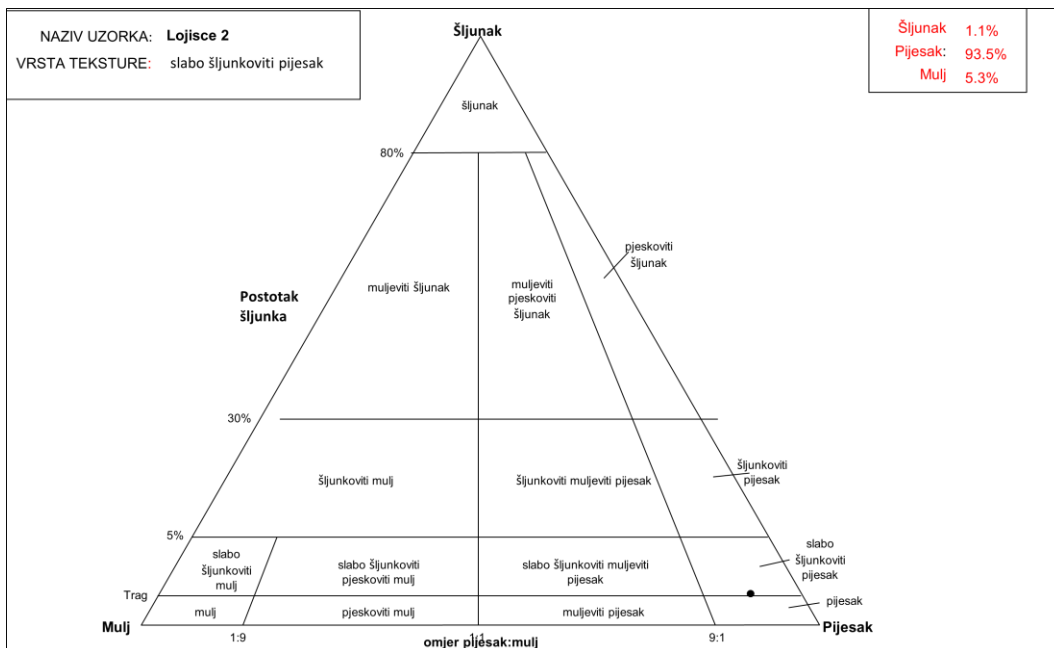 NAZIV UZORKA: Lojisce 2
VRSTA TEKSTURE: slabo šljunkoviti pijesak
Šljunak 1.1%
Pijesak: 93.5%
Mulj 5.3%
Šljunak
šljunak
80%
pjeskoviti
šljunak
muljeviti šljunak
muljeviti
pjeskoviti
šljunak
Postotak
šljunka
30%
šljunkoviti mulj
šljunkoviti muljeviti pijesak
šljunkoviti
pijesak
5%
slabo
šljunkoviti
mulj
slabo šljunkoviti
pjeskoviti mulj
slabo šljunkoviti muljeviti
pijesak
slabo
šljunkoviti
pijesak
Trag
mulj
pjeskoviti mulj
muljeviti pijesak
pijesak
Mulj
Pijesak
1:9
1:1
9:1
omjer pijesak:mulj